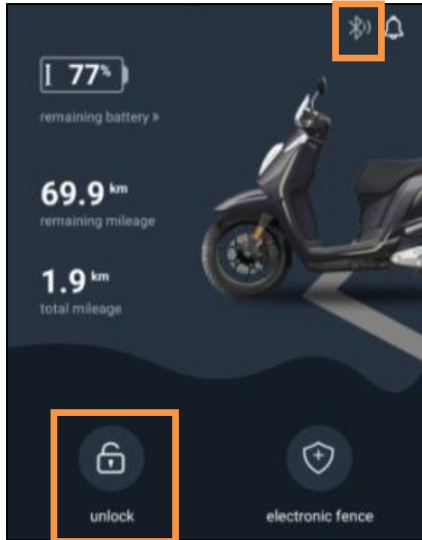 77%
remaining battery
69.9 km
remaining mileage
1.9 km
total mileage
unlock
electronic fence